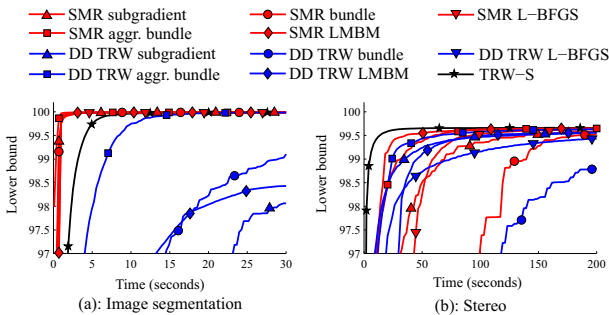 SMR subgradient SMR bundle SMR L−BFGS
SMR aggr. bundle SMR LMBM
DD TRW subgradient DD TRW bundle DD TRW L−BFGS
DD TRW aggr. bundle DD TRW LMBM TRW−S
100
99.5
99
98.5
98
97.5
97
Lower bound
0 5 10 15 20 25 30
Time (seconds)
(a): Image segmentation
100
99.5
99
98.5
98
97.5
97
Lower bound
0 50 100 150 200
Time (seconds)
(b): Stereo